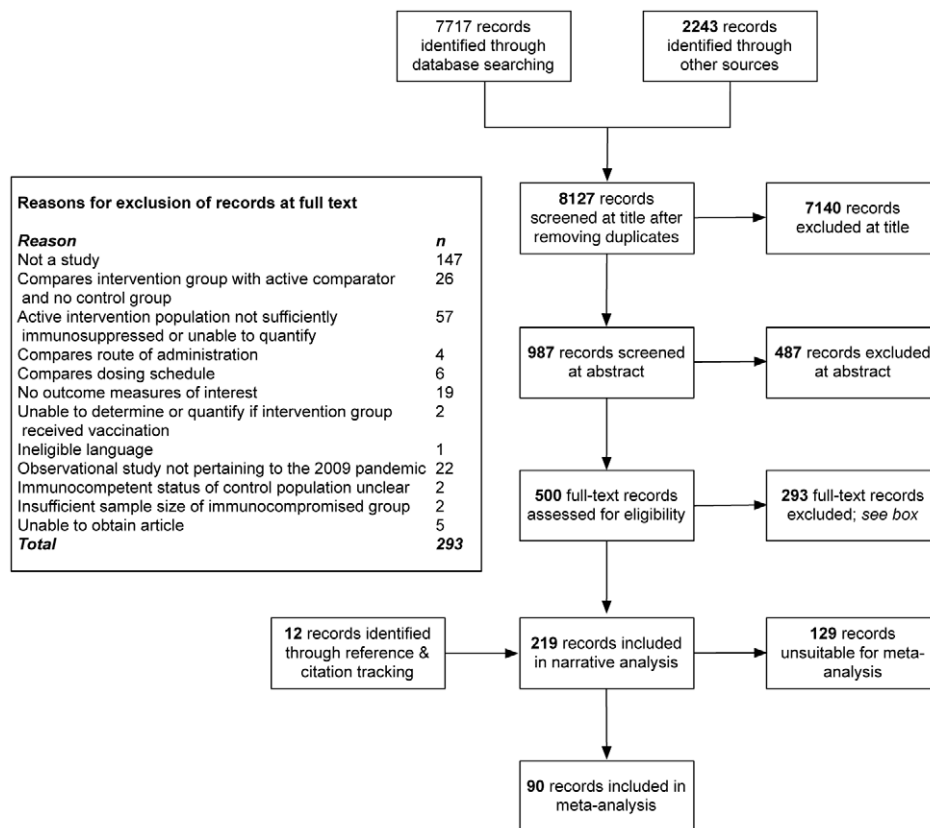 7717 records
identified through
database searching
2243 records
identified through
other sources
8127 records
screened at title after
removing duplicates
7140 records
excluded at title
Reasons for exclusion of records at full text
Reason n
Not a study 147
Compares intervention group with active comparator 26
and no control group
Active intervention population not sufficiently 57
immunosuppressed or unable to quantify
Compares route of administration 4
Compares dosing schedule 6
No outcome measures of interest 19
Unable to determine or quantify if intervention group 2
received vaccination
Ineligible language 1
Observational study not pertaining to the 2009 pandemic 22
Immunocompetent status of control population unclear 2
Insufficient sample size of immunocompromised group 2
Unable to obtain article 5
Total 293
987 records screened
at abstract
487 records excluded
at abstract
500 full-text records
assessed for eligibility
293 full-text records
excluded; see box
12 records identified
through reference &
citation tracking
219 records included
in narrative analysis
129 records
unsuitable for meta-
analysis
90 records included in
meta-analysis